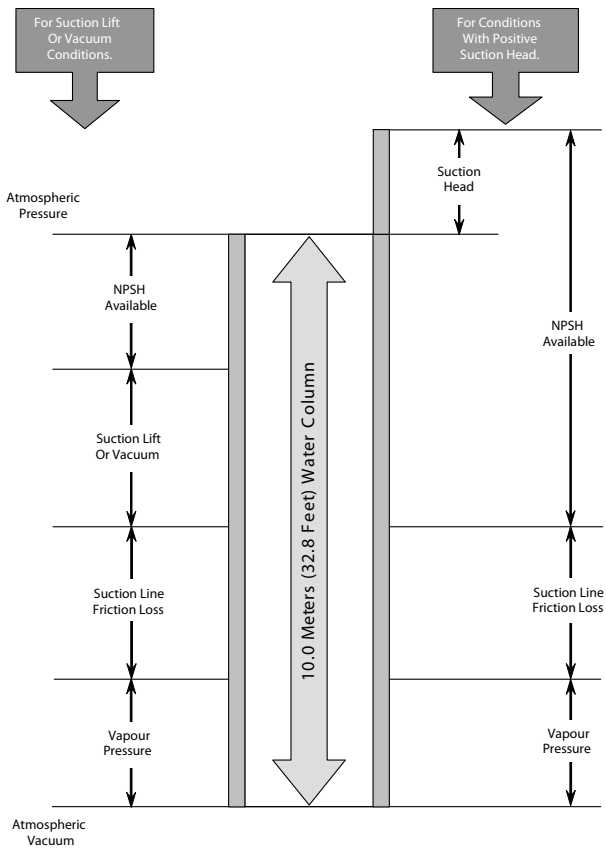 For Suction Lift
Or Vacuum
Conditions.
For Conditions
With Positive
Suction Head.
Suction
Head
Atmospheric
Pressure
NPSH
Available
NPSH
Available
Suction Lift
Or Vacuum
10.0 Meters (32.8 Feet) Water Column
Suction Line
Friction Loss
Suction Line
Friction Loss
Vapour
Pressure
Vapour
Pressure
Atmospheric
Vacuum